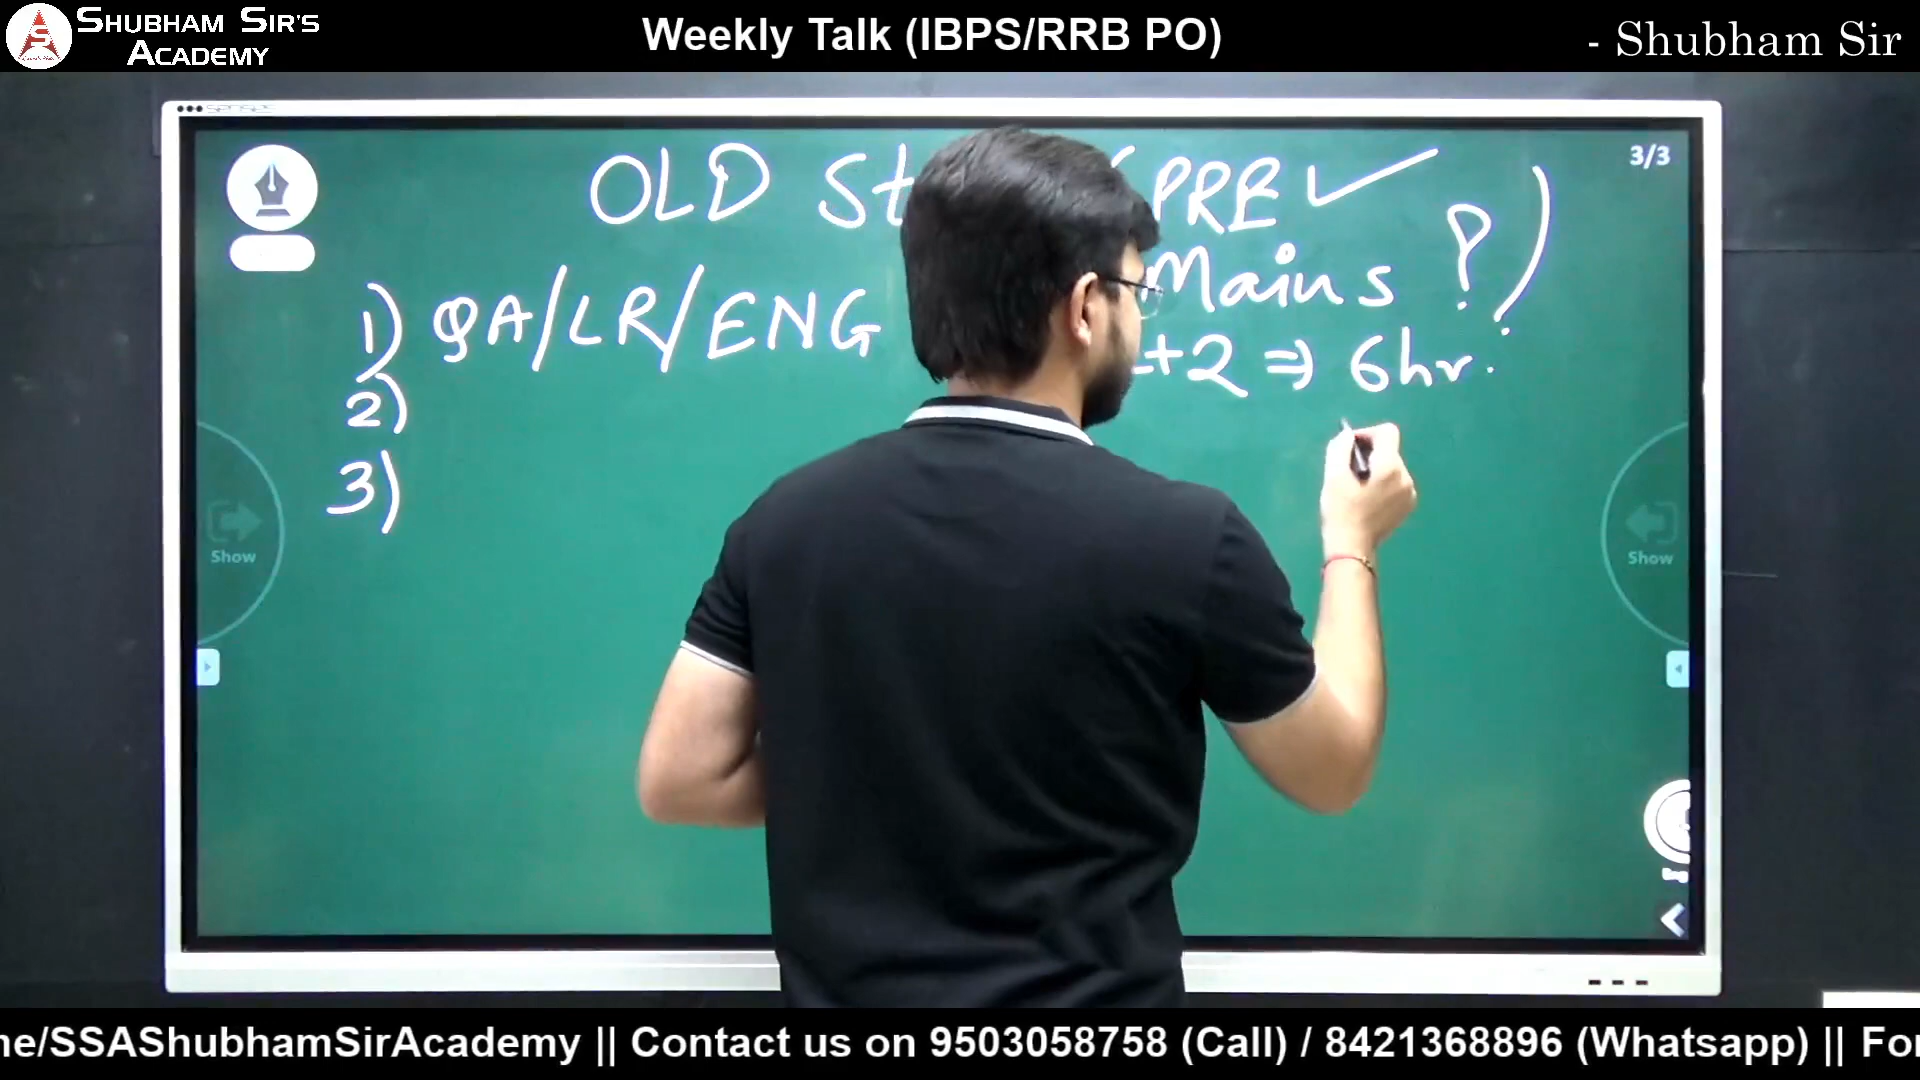 SHUBHAM SIR'S
ACADEMY
Weekly Talk (IBPS/RRB PO)
- Shubham Sir
3/3
OLD St PRE ✓
Mains ?)
1) QA/LR/ENG +2 ⇒ 6hr.
2)
3)
Show
Show
me/SSAShubhamSirAcademy || Contact us on 9503058758 (Call) / 8421368896 (Whatsapp) || For